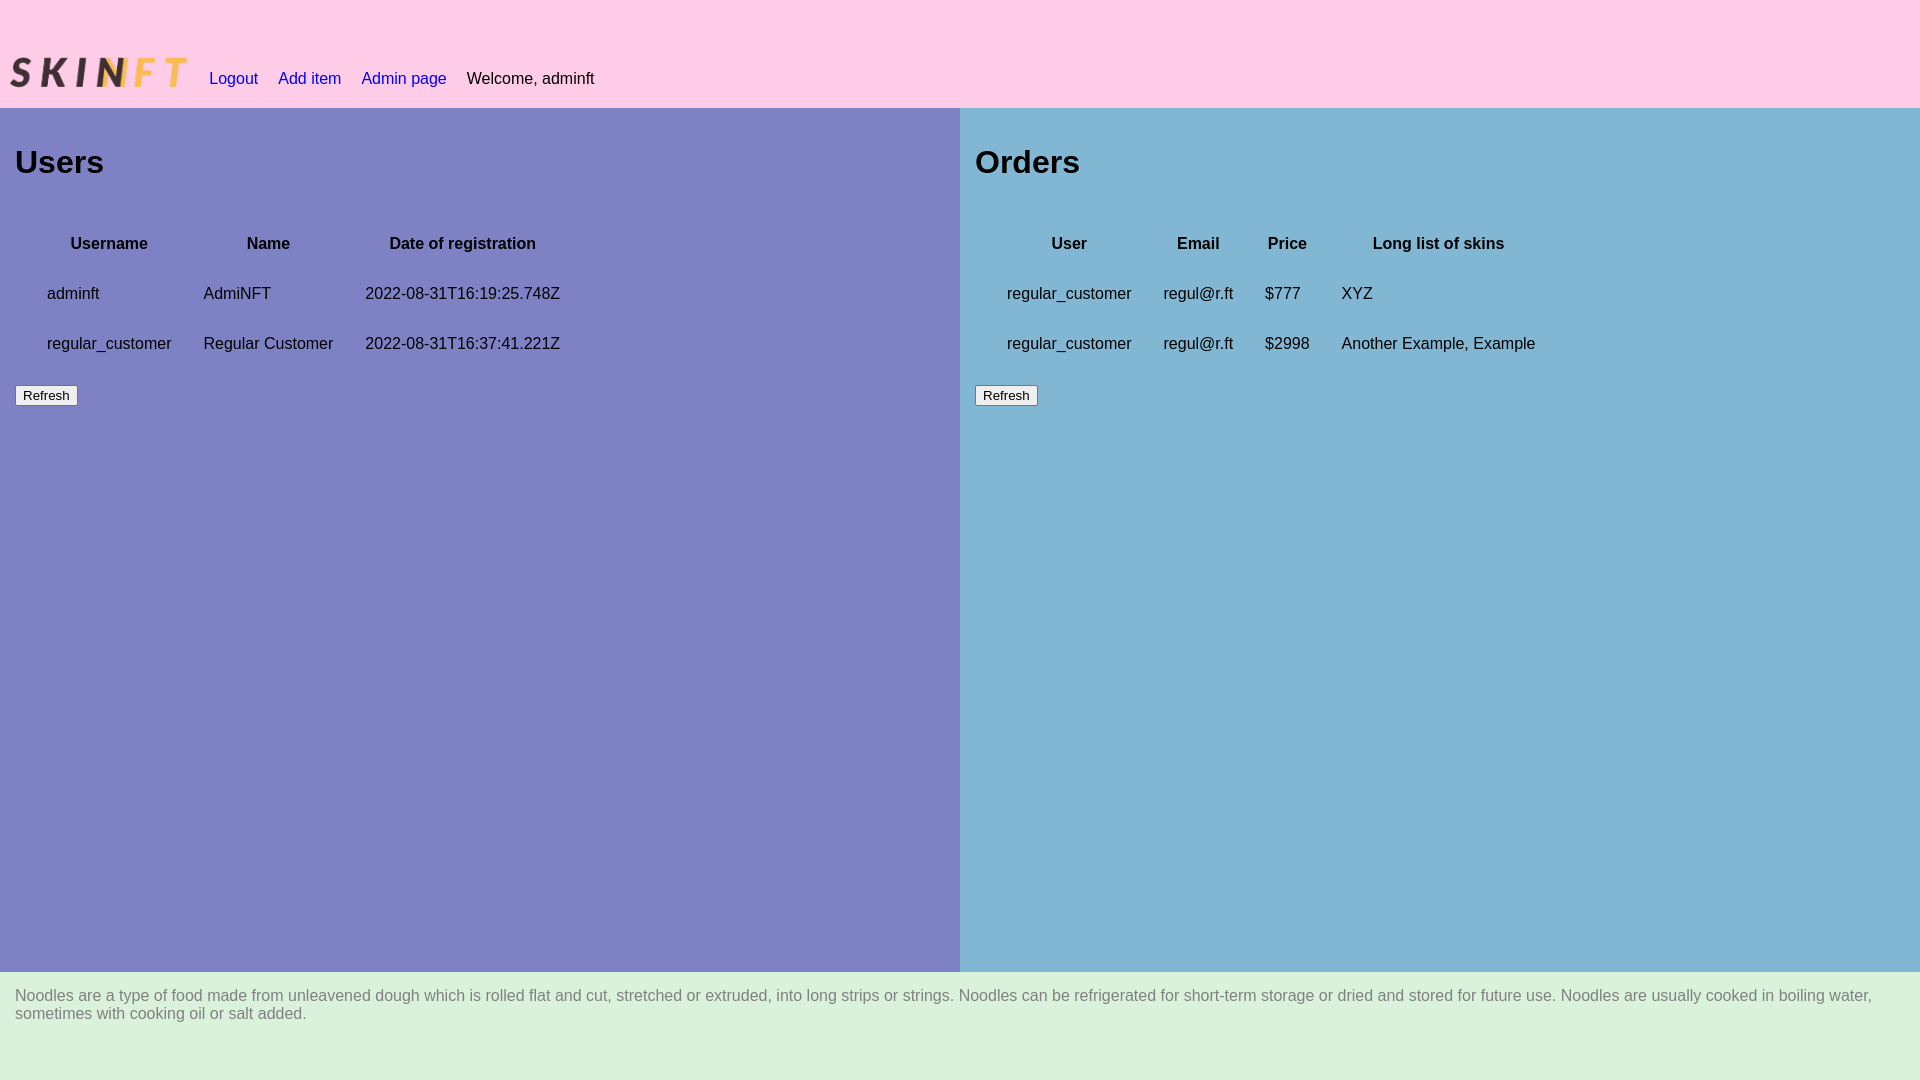 SKINNFT Logout Add item Admin page Welcome, adminft
Users
Username Name Date of registration
adminft AdmiNFT 2022-08-31T16:19:25.748Z
regular_customer Regular Customer 2022-08-31T16:37:41.221Z
Refresh
Orders
User Email Price Long list of skins
regular_customer regul@r.ft $777 XYZ
regular_customer regul@r.ft $2998 Another Example, Example
Refresh
Noodles are a type of food made from unleavened dough which is rolled flat and cut, stretched or extruded, into long strips or strings. Noodles can be refrigerated for short-term storage or dried and stored for future use. Noodles are usually cooked in boiling water,
sometimes with cooking oil or salt added.